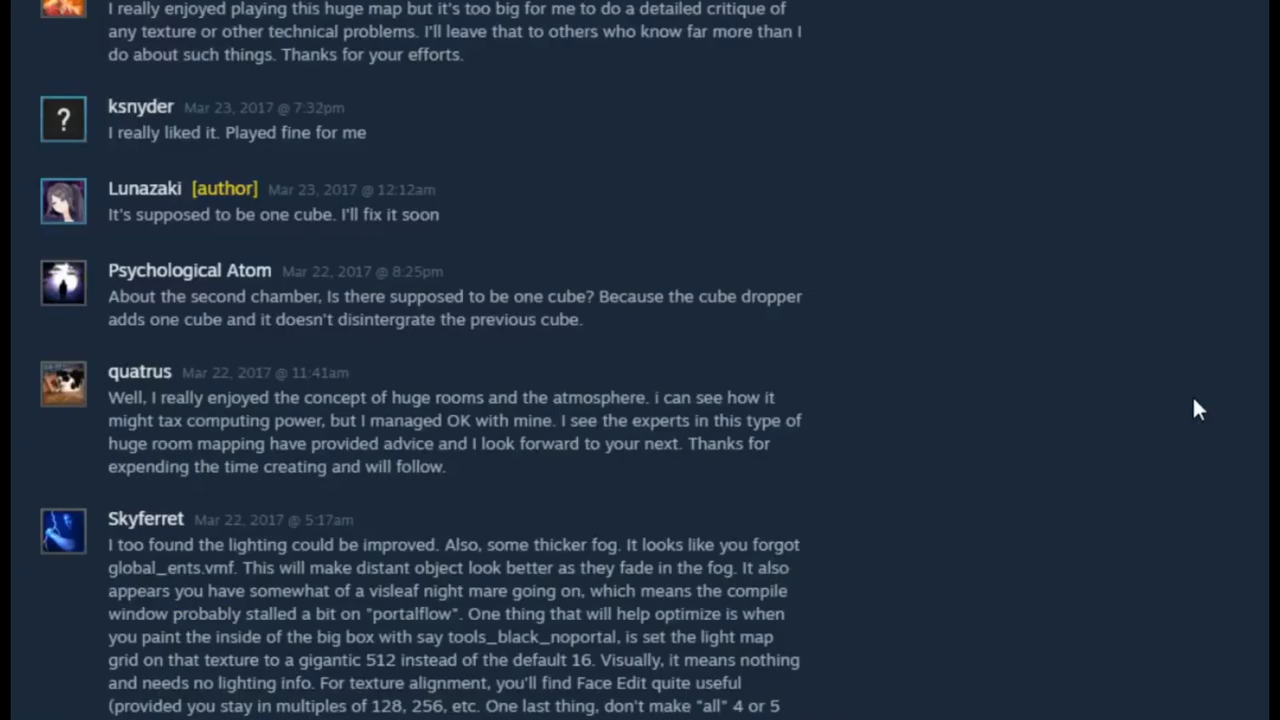 I really enjoyed playing this huge map but it's too big for me to do a detailed critique of
any texture or other technical problems. I'll leave that to others who know far more than I
do about such things. Thanks for your efforts.
ksnyder Mar 23, 2017 @ 7:32pm
I really liked it. Played fine for me
Lunazaki [author] Mar 23, 2017 @ 12:12am
It's supposed to be one cube. I'll fix it soon
Psychological Atom Mar 22, 2017 @ 8:25pm
About the second chamber, Is there supposed to be one cube? Because the cube dropper
adds one cube and it doesn't disintergrate the previous cube.
quatrus Mar 22, 2017 @ 11:41am
Well, I really enjoyed the concept of huge rooms and the atmosphere. i can see how it
might tax computing power, but I managed OK with mine. I see the experts in this type of
huge room mapping have provided advice and I look forward to your next. Thanks for
expending the time creating and will follow.
Skyferret Mar 22, 2017 @ 5:17am
I too found the lighting could be improved. Also, some thicker fog. It looks like you forgot
global_ents.vmf. This will make distant object look better as they fade in the fog. It also
appears you have somewhat of a visleaf night mare going on, which means the compile
window probably stalled a bit on "portalflow". One thing that will help optimize is when
you paint the inside of the big box with say tools_black_noportal, is set the light map
grid on that texture to a gigantic 512 instead of the default 16. Visually, it means nothing
and needs no lighting info. For texture alignment, you'll find Face Edit quite useful
(provided you stay in multiples of 128, 256, etc. One last thing, don't make "all" 4 or 5